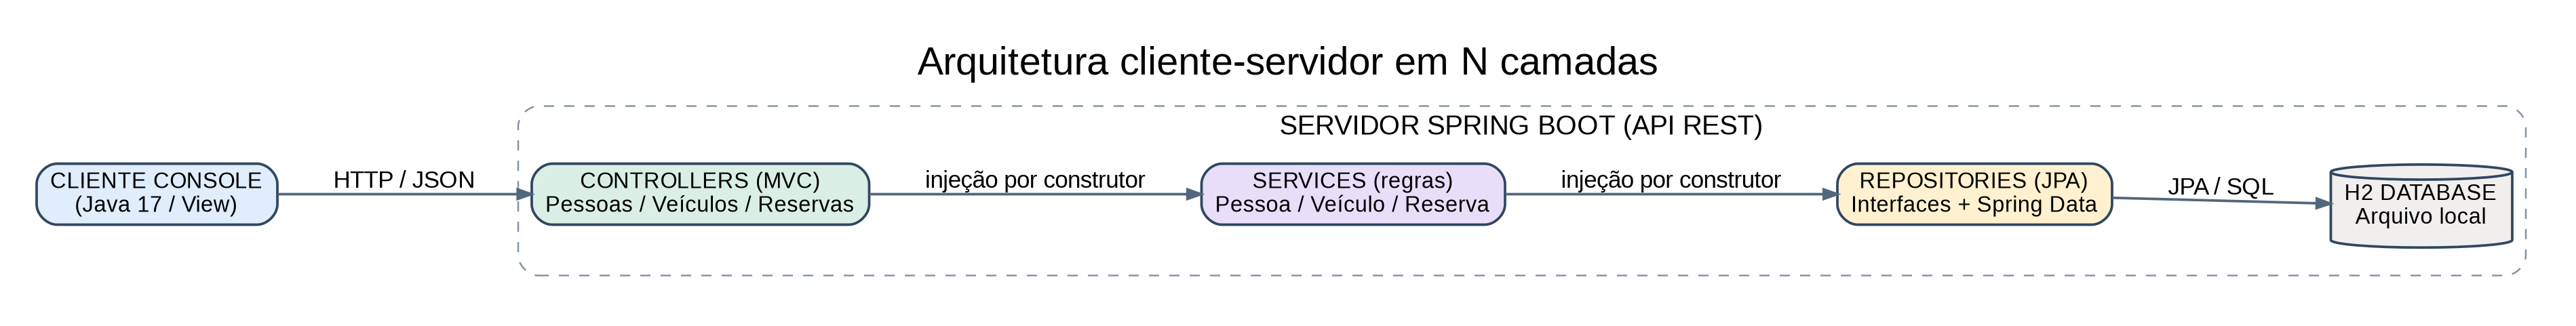 Arquitetura cliente-servidor em N camadas
SERVIDOR SPRING BOOT (API REST)
CLIENTE CONSOLE
(Java 17 / View)
HTTP / JSON
CONTROLLERS (MVC)
Pessoas / Veículos / Reservas
injeção por construtor
SERVICES (regras)
Pessoa / Veículo / Reserva
injeção por construtor
REPOSITORIES (JPA)
Interfaces + Spring Data
JPA / SQL
H2 DATABASE
Arquivo local